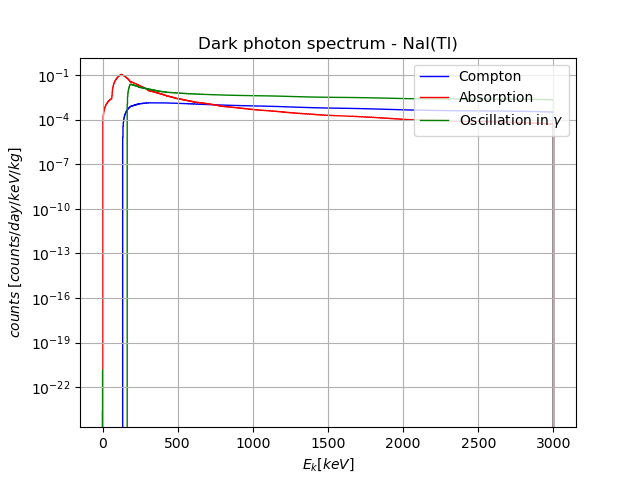 Dark photon spectrum - NaI(Tl)
Compton
Absorption
Oscillation in γ
counts [counts/day/keV/kg]
10⁻¹
10⁻⁴
10⁻⁷
10⁻¹⁰
10⁻¹³
10⁻¹⁶
10⁻¹⁹
10⁻²²
0 500 1000 1500 2000 2500 3000
E_k[keV]